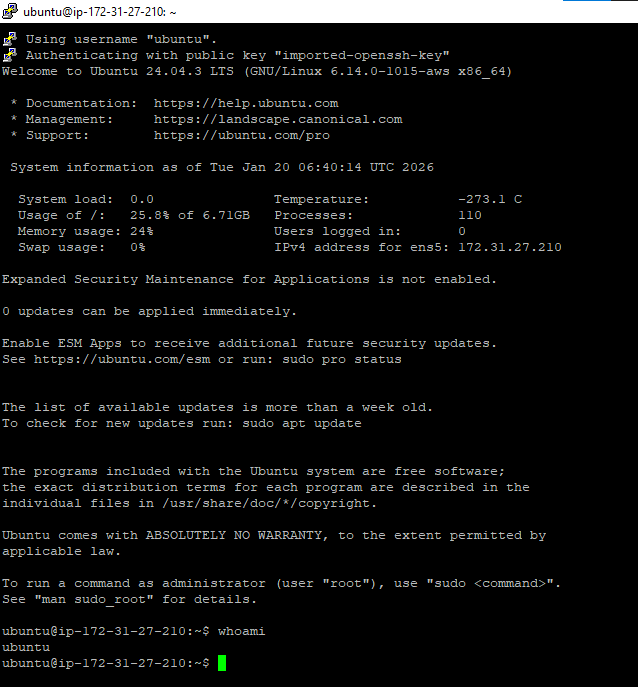 ubuntu@ip-172-31-27-210: ~
Using username "ubuntu".
Authenticating with public key "imported-openssh-key"
Welcome to Ubuntu 24.04.3 LTS (GNU/Linux 6.14.0-1015-aws x86_64)
* Documentation:  https://help.ubuntu.com
* Management:     https://landscape.canonical.com
* Support:        https://ubuntu.com/pro
System information as of Tue Jan 20 06:40:14 UTC 2026
System load:  0.0               Temperature:           -273.1 C
Usage of /:   25.8% of 6.71GB   Processes:             110
Memory usage: 24%               Users logged in:       0
Swap usage:   0%                IPv4 address for ens5: 172.31.27.210
Expanded Security Maintenance for Applications is not enabled.
0 updates can be applied immediately.
Enable ESM Apps to receive additional future security updates.
See https://ubuntu.com/esm or run: sudo pro status
The list of available updates is more than a week old.
To check for new updates run: sudo apt update
The programs included with the Ubuntu system are free software;
the exact distribution terms for each program are described in the
individual files in /usr/share/doc/*/copyright.
Ubuntu comes with ABSOLUTELY NO WARRANTY, to the extent permitted by
applicable law.
To run a command as administrator (user "root"), use "sudo <command>".
See "man sudo_root" for details.
ubuntu@ip-172-31-27-210:~$ whoami
ubuntu
ubuntu@ip-172-31-27-210:~$